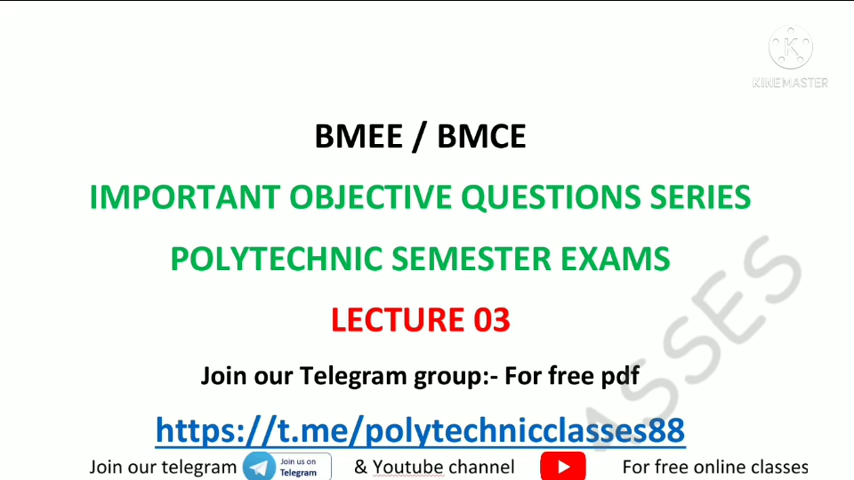 K
KINEMASTER
BMEE / BMCE
IMPORTANT OBJECTIVE QUESTIONS SERIES
POLYTECHNIC SEMESTER EXAMS
LECTURE 03
Join our Telegram group:- For free pdf
https://t.me/polytechnicclasses88
ASSES
Join our telegram Join us on Telegram & Youtube channel For free online classes